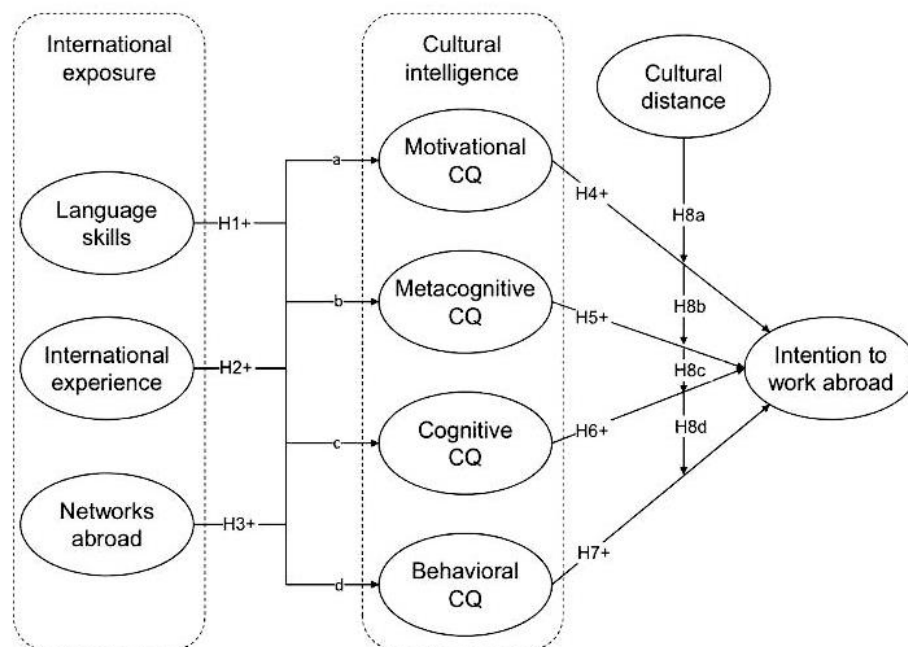 International
exposure
Language
skills
International
experience
Networks
abroad
H1+
H2+
H3+
a
b
c
d
Cultural
intelligence
Motivational
CQ
Metacognitive
CQ
Cognitive
CQ
Behavioral
CQ
H4+
H5+
H6+
H7+
Cultural
distance
H8a
H8b
H8c
H8d
Intention to
work abroad